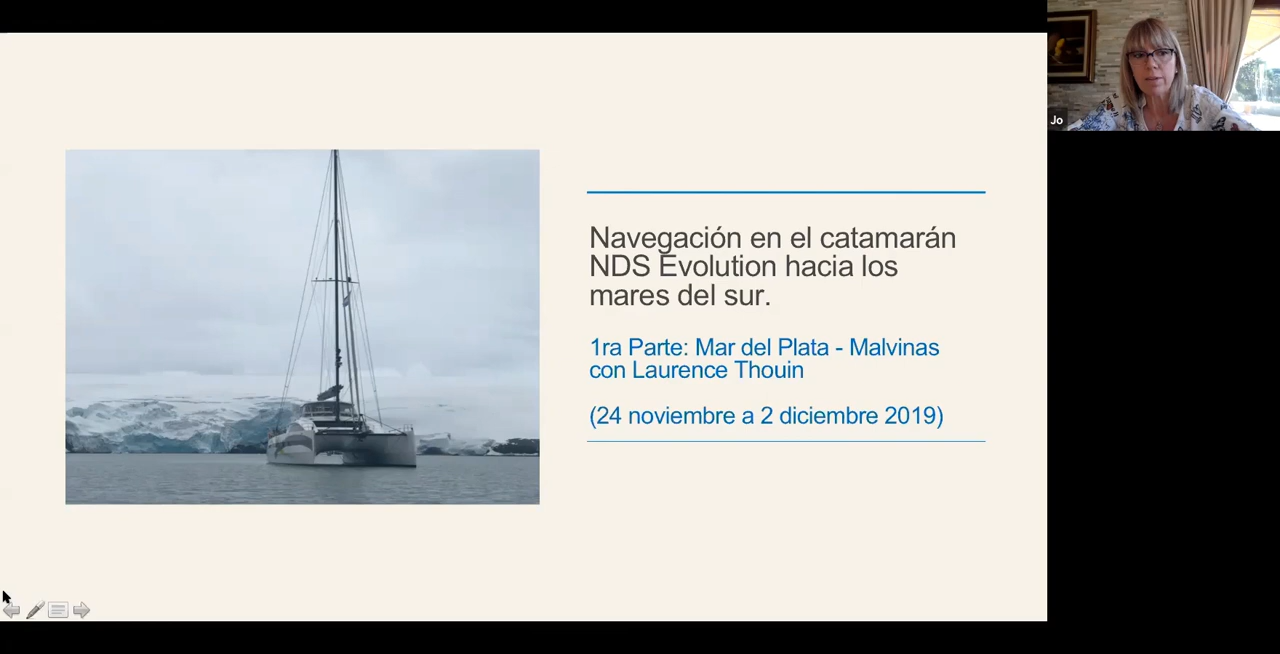 Navegación en el catamarán
NDS Evolution hacia los
mares del sur.
1ra Parte: Mar del Plata - Malvinas
con Laurence Thouin
(24 noviembre a 2 diciembre 2019)
Jo